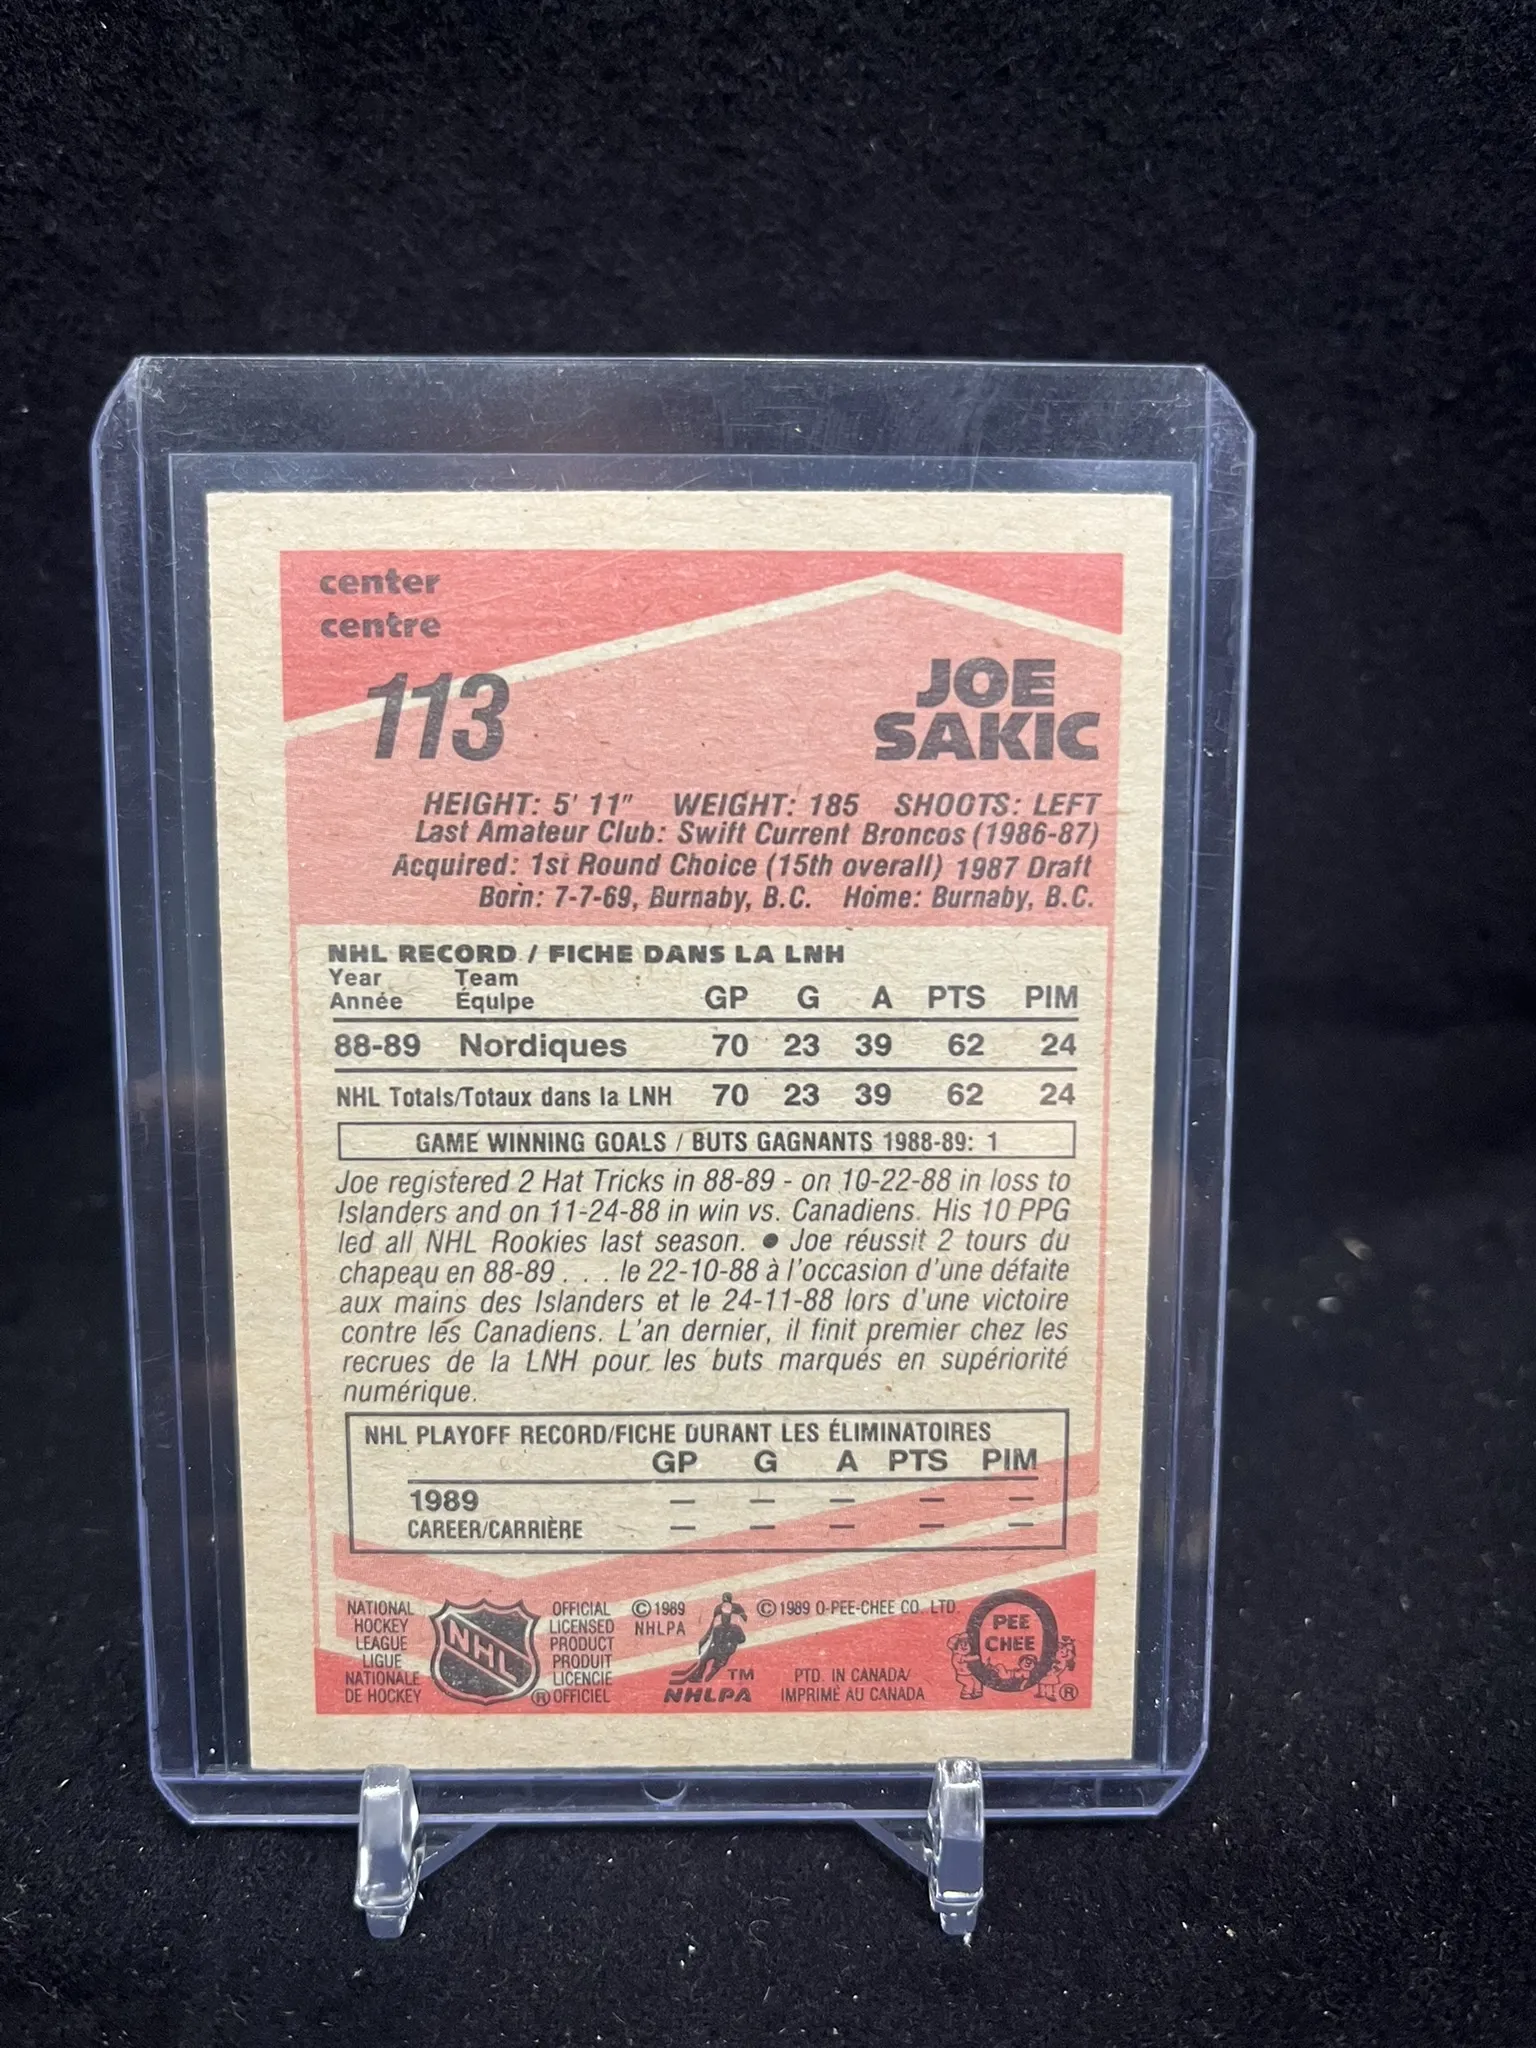 center
centre
113
JOE
SAKIC
HEIGHT: 5' 11" WEIGHT: 185 SHOOTS: LEFT
Last Amateur Club: Swift Current Broncos (1986-87)
Acquired: 1st Round Choice (15th overall) 1987 Draft
Born: 7-7-69, Burnaby, B.C. Home: Burnaby, B.C.
NHL RECORD / FICHE DANS LA LNH
Year Team
Année Équipe GP G A PTS PIM
88-89 Nordiques 70 23 39 62 24
NHL Totals/Totaux dans la LNH 70 23 39 62 24
GAME WINNING GOALS / BUTS GAGNANTS 1988-89: 1
Joe registered 2 Hat Tricks in 88-89 - on 10-22-88 in loss to
Islanders and on 11-24-88 in win vs. Canadiens. His 10 PPG
led all NHL Rookies last season. ● Joe réussit 2 tours du
chapeau en 88-89 . . . le 22-10-88 à l'occasion d'une défaite
aux mains des Islanders et le 24-11-88 lors d'une victoire
contre les Canadiens. L'an dernier, il finit premier chez les
recrues de la LNH pour les buts marqués en supériorité
numérique.
NHL PLAYOFF RECORD/FICHE DURANT LES ÉLIMINATOIRES
GP G A PTS PIM
1989 — — — — —
CAREER/CARRIÈRE — — — — —
NATIONAL
HOCKEY
LEAGUE
LIGUE
NATIONALE
DE HOCKEY
NHL
®
OFFICIAL
LICENSED
PRODUCT
PRODUIT
LICENCIE
OFFICIEL
© 1989
NHLPA
TM
NHLPA
© 1989 O-PEE-CHEE CO. LTD.
PTD. IN CANADA/
IMPRIMÉ AU CANADA
PEE
CHEE
®